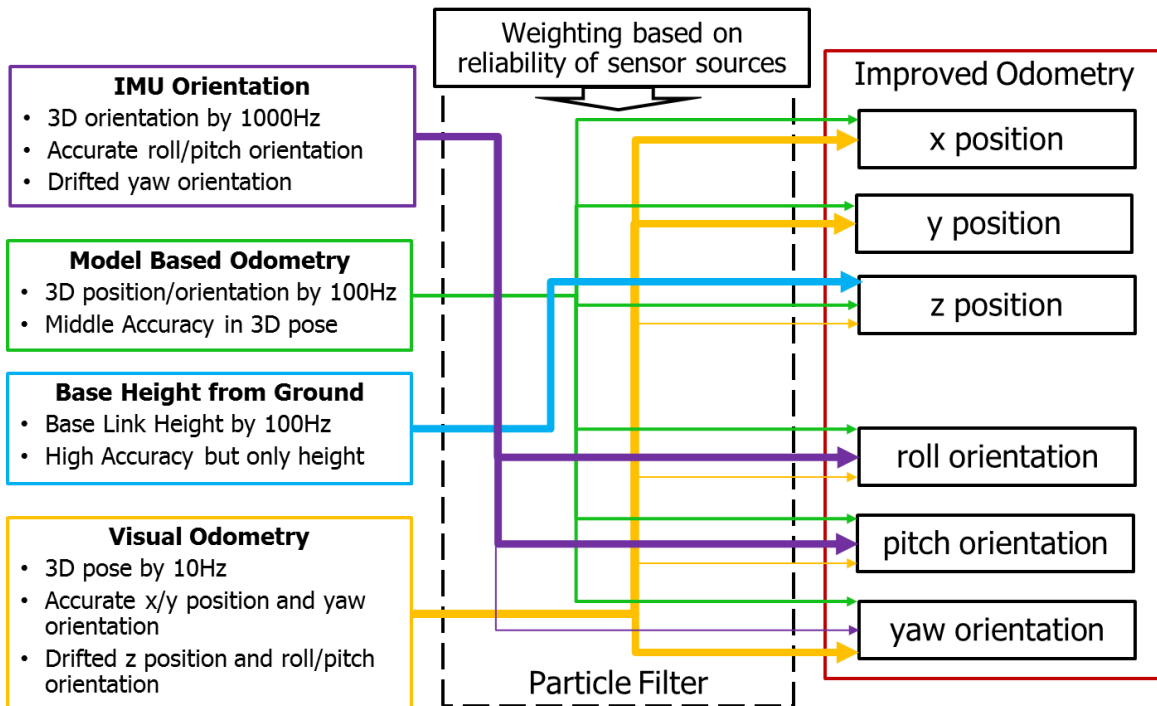 Weighting based on
reliability of sensor sources
IMU Orientation
• 3D orientation by 1000Hz
• Accurate roll/pitch orientation
• Drifted yaw orientation
Model Based Odometry
• 3D position/orientation by 100Hz
• Middle Accuracy in 3D pose
Base Height from Ground
• Base Link Height by 100Hz
• High Accuracy but only height
Visual Odometry
• 3D pose by 10Hz
• Accurate x/y position and yaw
orientation
• Drifted z position and roll/pitch
orientation
Particle Filter
Improved Odometry
x position
y position
z position
roll orientation
pitch orientation
yaw orientation